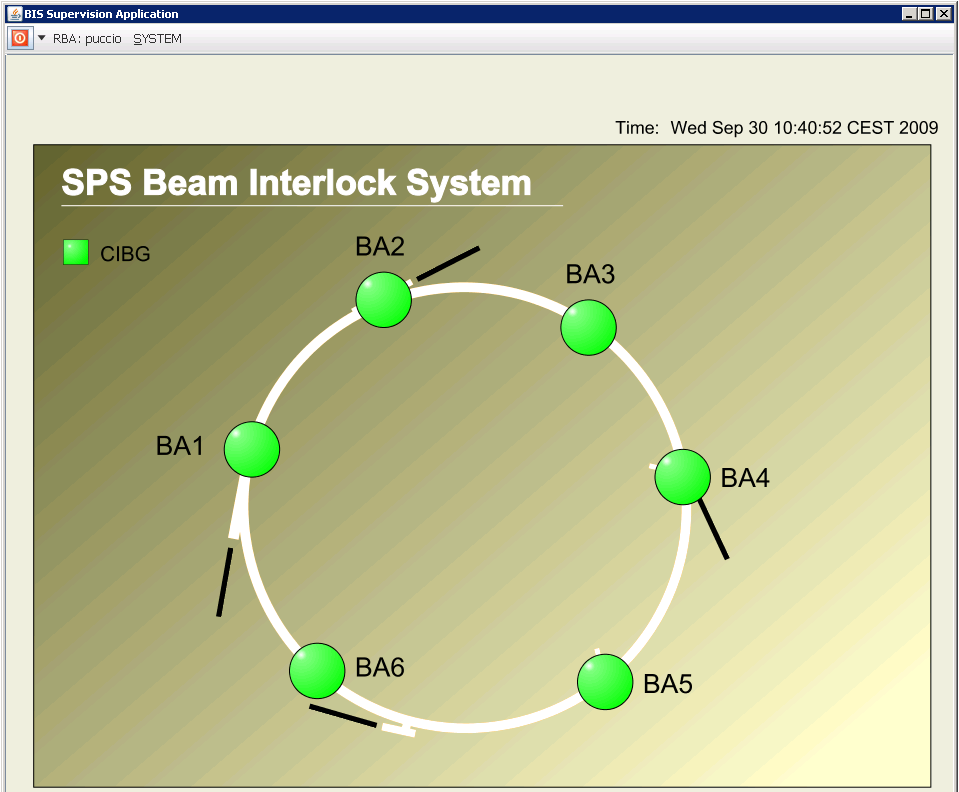 BIS Supervision Application
RBA: puccio SYSTEM
Time: Wed Sep 30 10:40:52 CEST 2009
SPS Beam Interlock System
CIBG
BA2
BA3
BA1
BA4
BA6
BA5